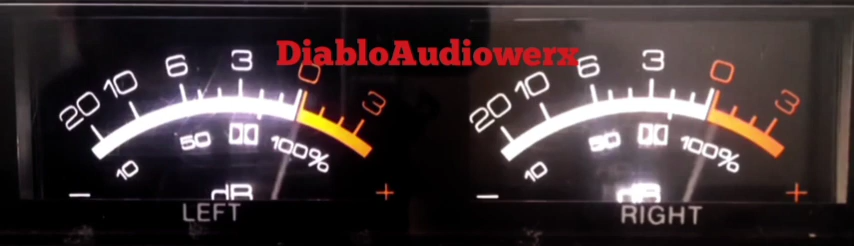 DiabloAudiowerx
20 10 6 3 0 3
10 50 100%
- dB +
LEFT
20 10 6 3 0 3
10 50 100%
- dB +
RIGHT